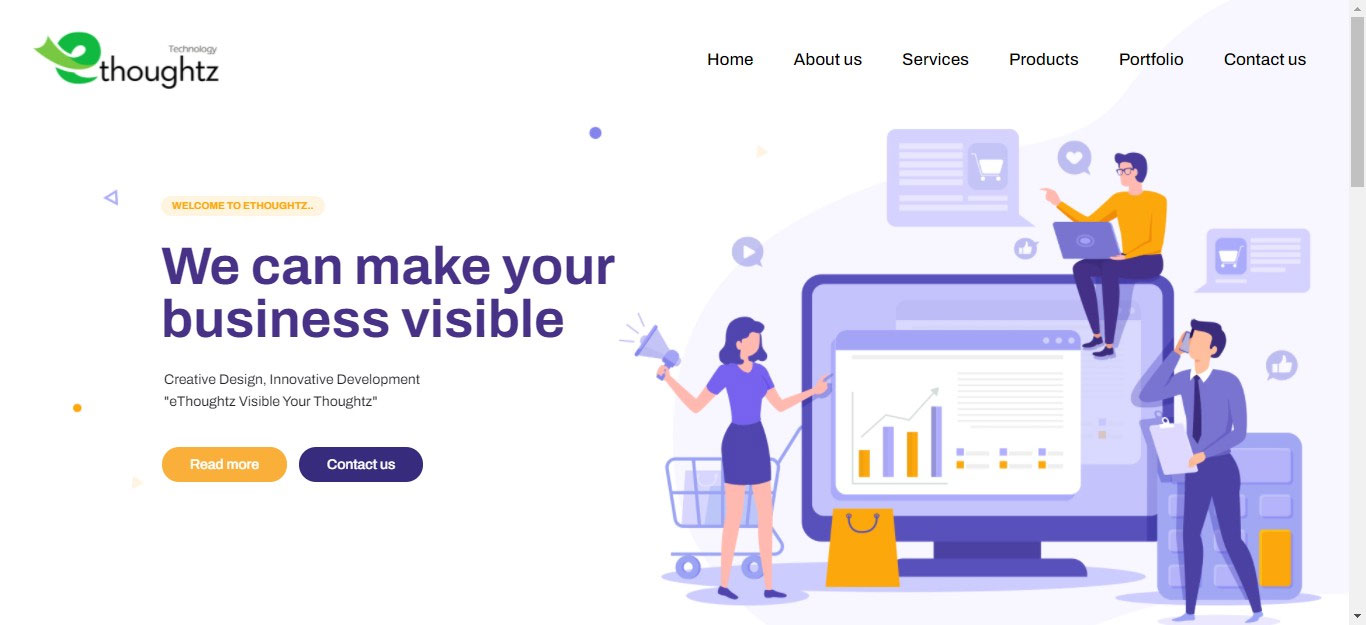 Technology
ethoughtz
Home About us Services Products Portfolio Contact us
WELCOME TO ETHOUGHTZ..
We can make your
business visible
Creative Design, Innovative Development
"eThoughtz Visible Your Thoughtz"
Read more Contact us